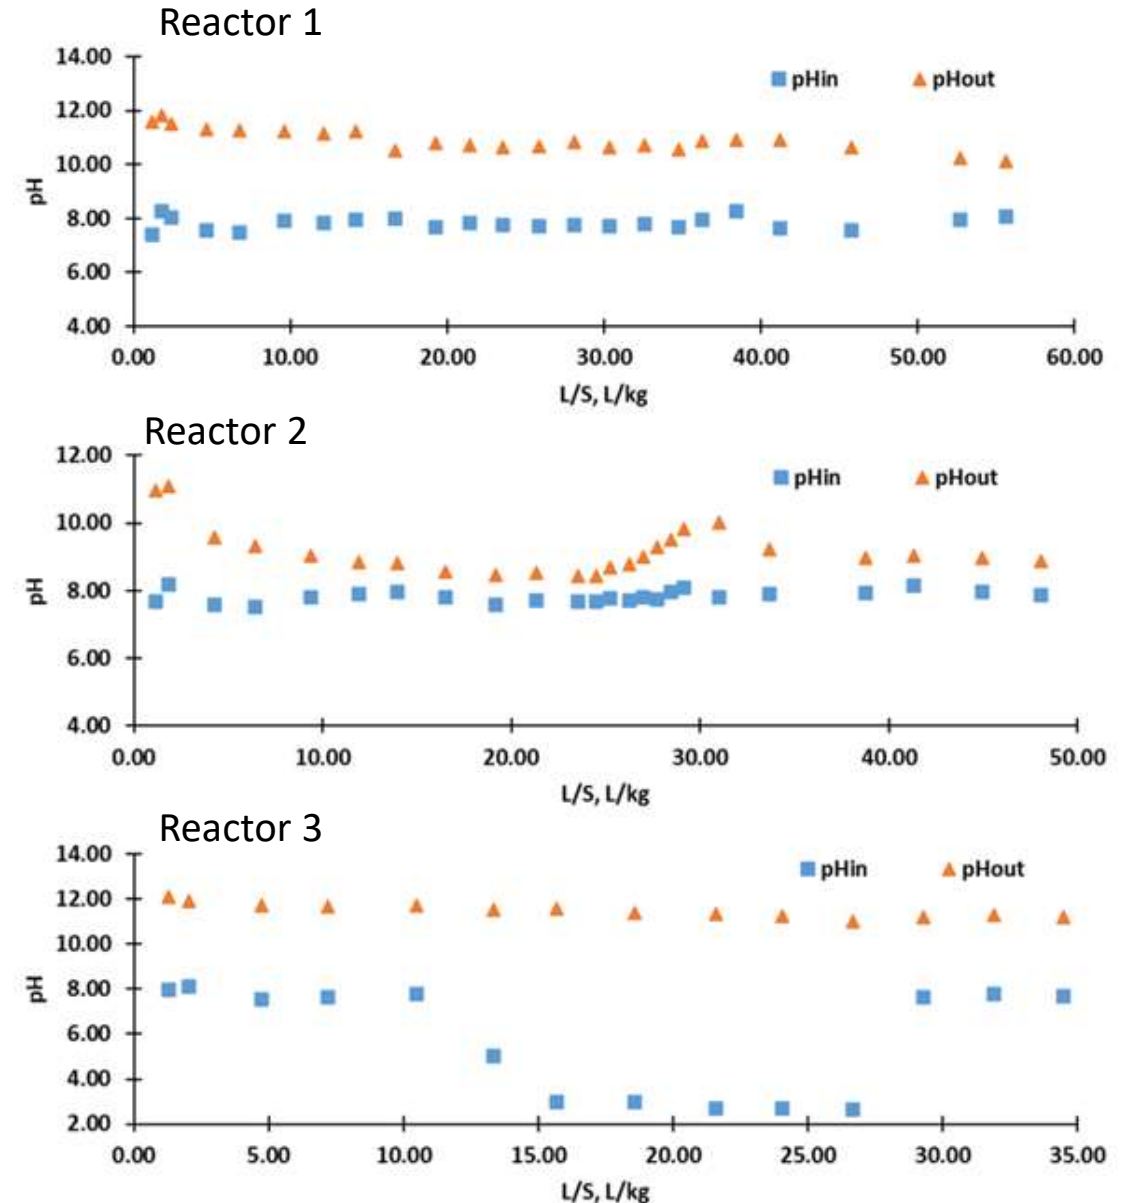 Reactor 1
14.00
pHin pHout
12.00
10.00
pH
8.00
6.00
4.00
0.00 10.00 20.00 30.00 40.00 50.00 60.00
L/S, L/kg
Reactor 2
12.00
pHin pHout
10.00
pH
8.00
6.00
4.00
0.00 10.00 20.00 30.00 40.00 50.00
L/S, L/kg
Reactor 3
14.00
pHin pHout
12.00
10.00
pH
8.00
6.00
4.00
2.00
0.00 5.00 10.00 15.00 20.00 25.00 30.00 35.00
L/S, L/kg